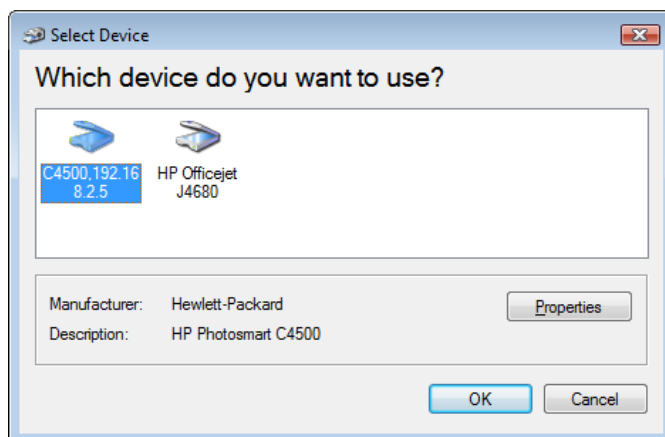 Select Device
Which device do you want to use?
C4500,192.16
8.2.5
HP Officejet
J4680
Manufacturer: Hewlett-Packard
Properties
Description: HP Photosmart C4500
OK
Cancel